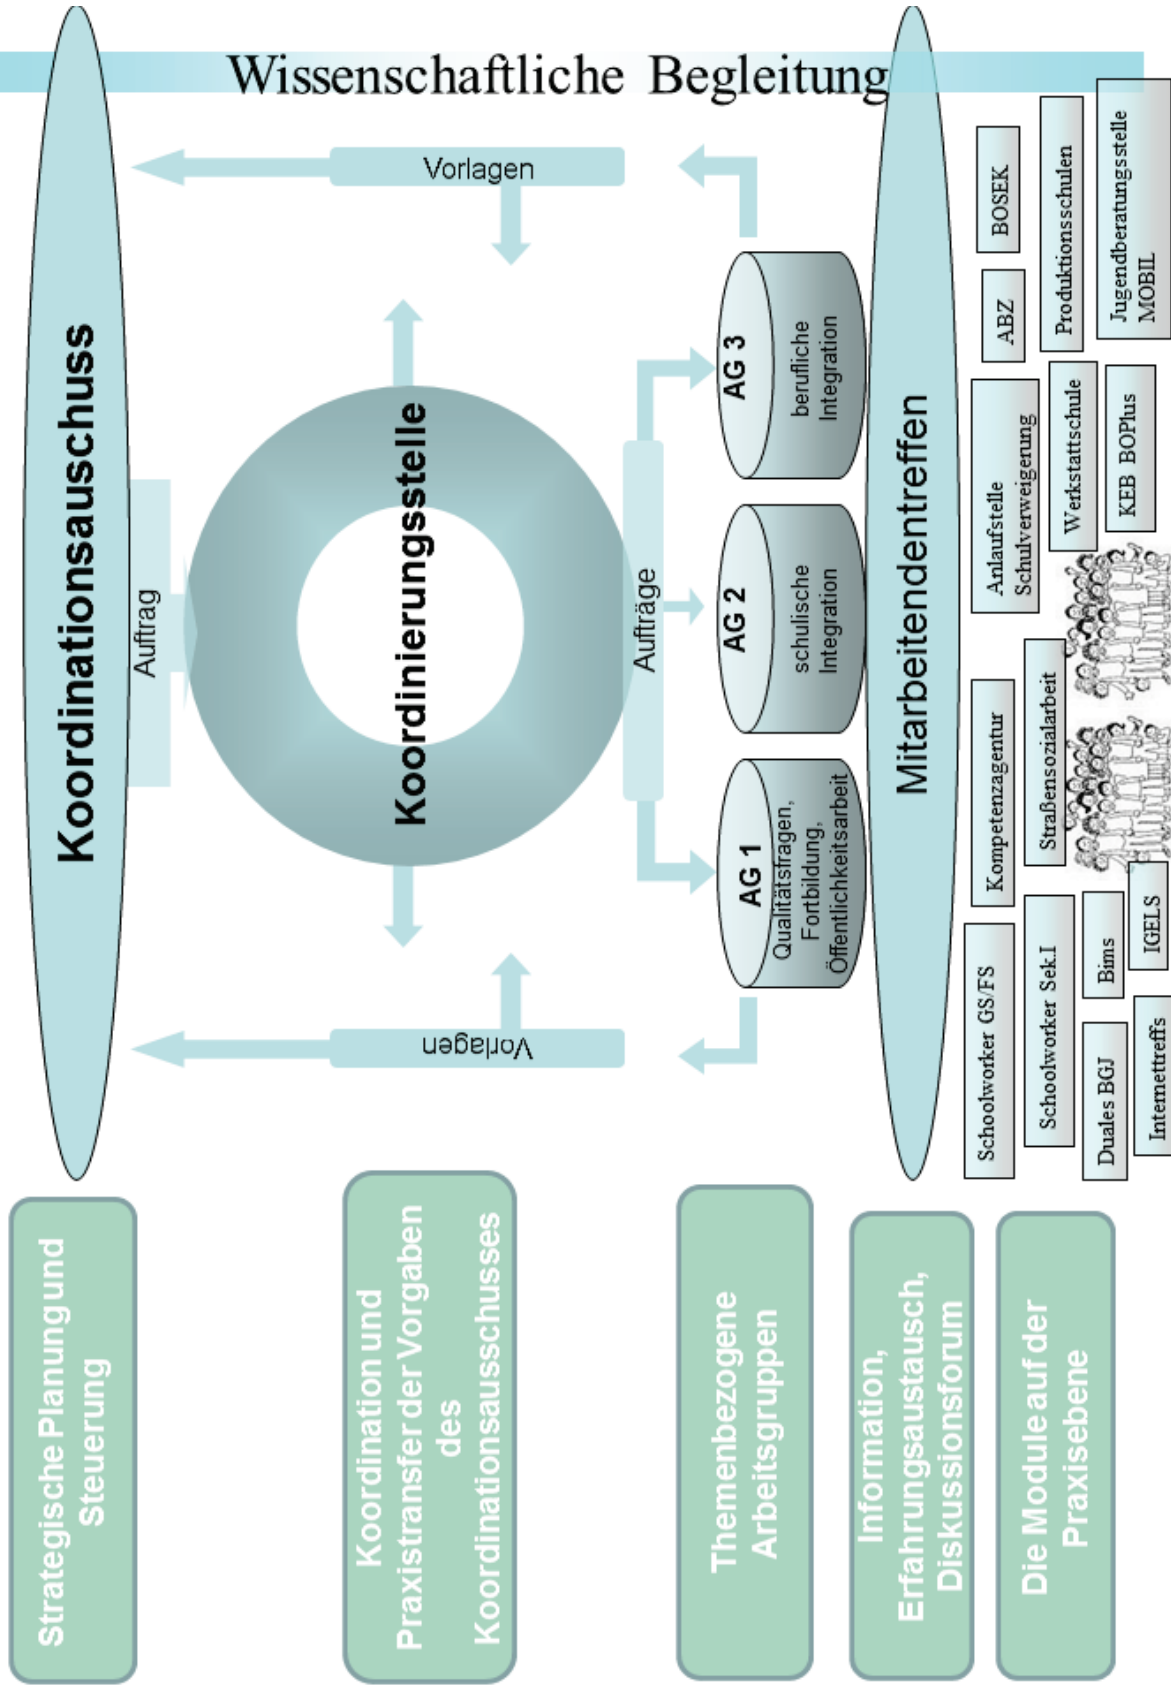 Wissenschaftliche Begleitung
Strategische Planung und
Steuerung
Koordinationsauschuss
Auftrag
Koordination und
Praxistransfer der Vorgaben
des
Koordinationsausschusses
Vorlagen
Koordinierungsstelle
Vorlagen
Aufträge
Themenbezogene
Arbeitsgruppen
AG 1
Qualitätsfragen,
Fortbildung,
Öffentlichkeitsarbeit
AG 2
schulische
Integration
AG 3
berufliche
Integration
Information,
Erfahrungsaustausch,
Diskussionsforum
Mitarbeitendentreffen
Die Module auf der
Praxisebene
Schoolworker GS/FS
Kompetenzagentur
Anlaufstelle
Schulverweigerung
ABZ
BOSEK
Schoolworker Sek.I
Straßensozialarbeit
Werkstattschule
Produktionsschulen
Duales BGJ
Bims
KEB BOPlus
Jugendberatungsstelle
MOBIL
Internettreffs
IGELS